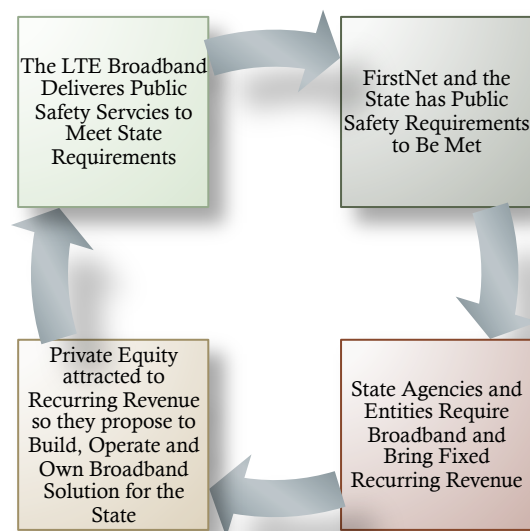 The LTE Broadband
Deliveres Public
Safety Servcies to
Meet State
Requirements
FirstNet and the
State has Public
Safety Requirements
to Be Met
State Agencies and
Entities Require
Broadband and
Bring Fixed
Recurring Revenue
Private Equity
attracted to
Recurring Revenue
so they propose to
Build, Operate and
Own Broadband
Solution for the
State